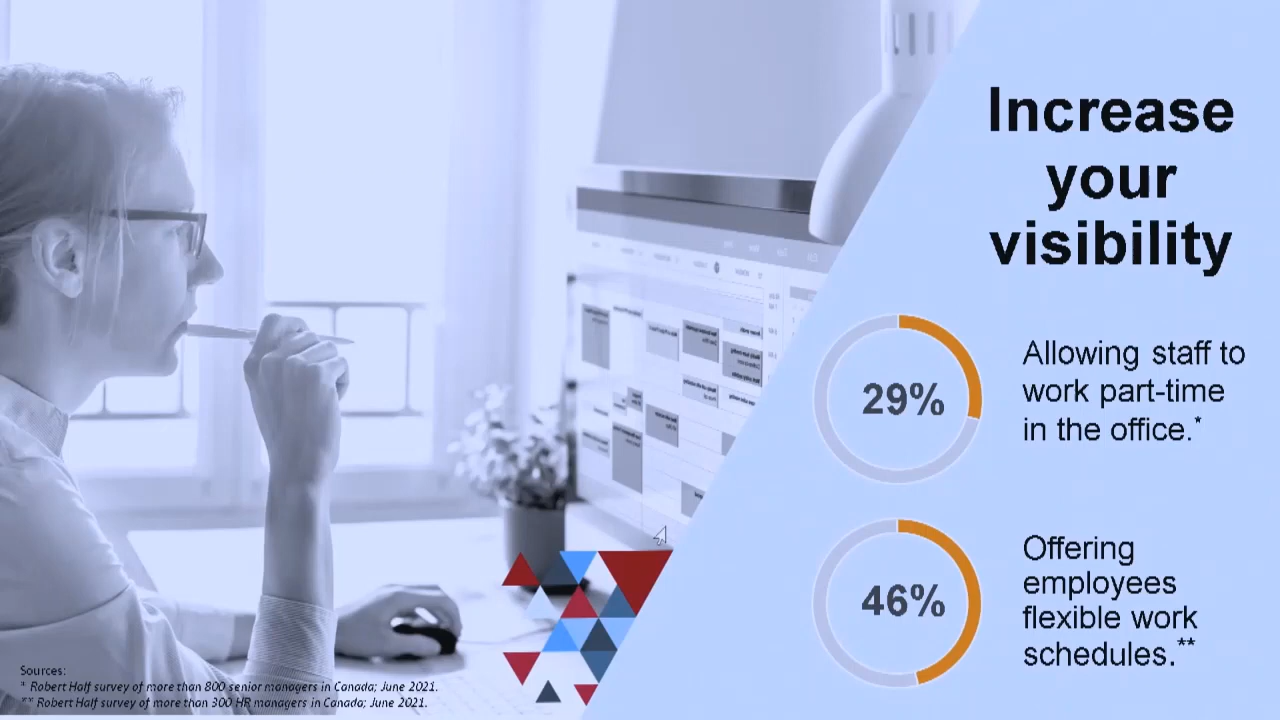 Increase
your
visibility
29%
Allowing staff to
work part-time
in the office.*
46%
Offering
employees
flexible work
schedules.**
Sources:
* Robert Half survey of more than 800 senior managers in Canada; June 2021.
** Robert Half survey of more than 300 HR managers in Canada; June 2021.